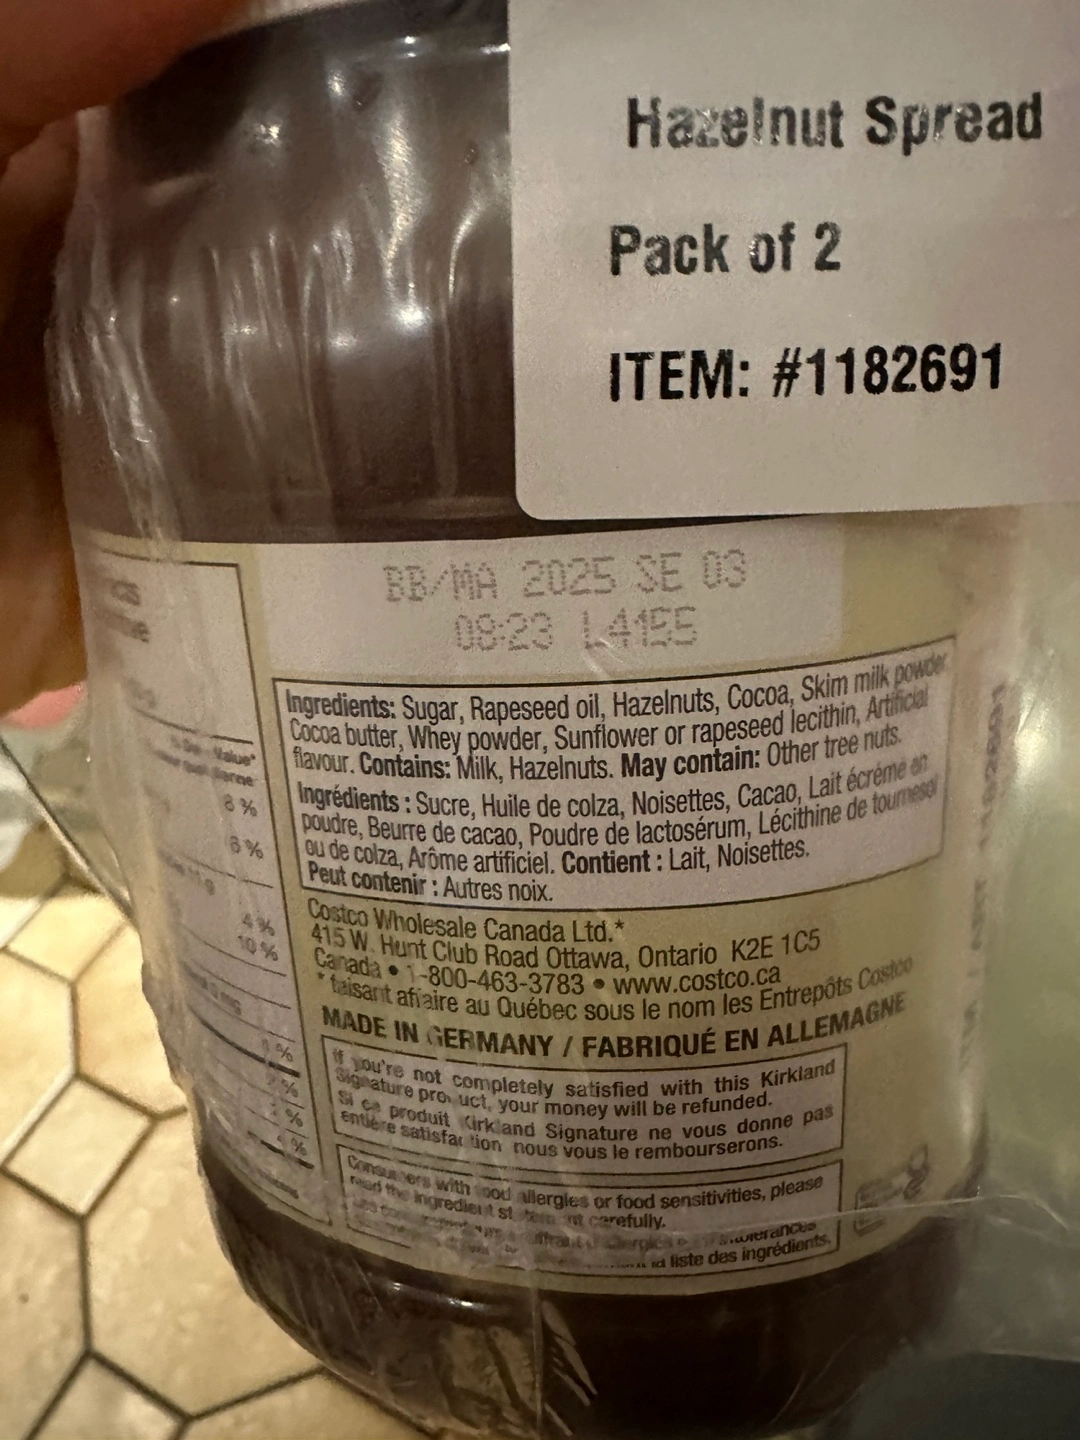 Hazelnut Spread
Pack of 2
ITEM: #1182691
BB/MA 2025 SE 03
08:23 L4155
Value*
8 %
8 %
4 %
10 %
Ingredients: Sugar, Rapeseed oil, Hazelnuts, Cocoa, Skim milk powder,
Cocoa butter, Whey powder, Sunflower or rapeseed lecithin, Artificial
flavour. Contains: Milk, Hazelnuts. May contain: Other tree nuts.
Ingrédients : Sucre, Huile de colza, Noisettes, Cacao, Lait écrémé en
poudre, Beurre de cacao, Poudre de lactosérum, Lécithine de tournesol
ou de colza, Arôme artificiel. Contient : Lait, Noisettes.
Peut contenir : Autres noix.
Costco Wholesale Canada Ltd.*
415 W. Hunt Club Road Ottawa, Ontario K2E 1C5
Canada • 1-800-463-3783 • www.costco.ca
* faisant affaire au Québec sous le nom les Entrepôts Costco
MADE IN GERMANY / FABRIQUÉ EN ALLEMAGNE
If you're not completely satisfied with this Kirkland
Signature product, your money will be refunded.
Si ce produit Kirkland Signature ne vous donne pas
entière satisfaction nous vous le rembourserons.
Consumers with food allergies or food sensitivities, please
read the ingredient statement carefully.
liste des ingrédients.